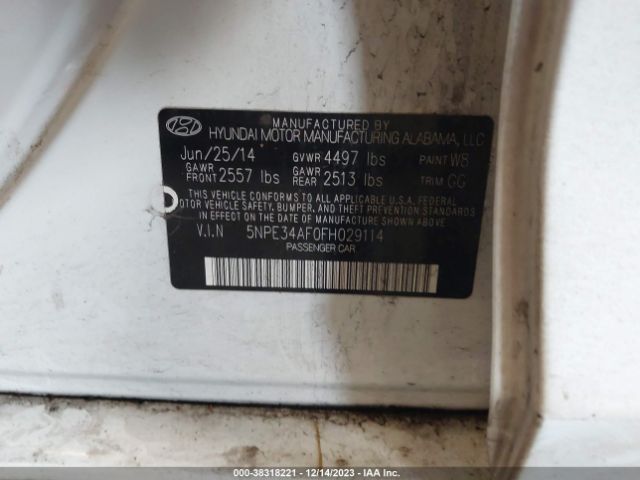 MANUFACTURED BY
HYUNDAI MOTOR MANUFACTURING ALABAMA, LLC
Jun/25/14 GVWR 4497 lbs PAINT W8
GAWR FRONT 2557 lbs GAWR REAR 2513 lbs TRIM GG
THIS VEHICLE CONFORMS TO ALL APPLICABLE U.S.A. FEDERAL
MOTOR VEHICLE SAFETY, BUMPER, AND THEFT PREVENTION STANDARDS
IN EFFECT ON THE DATE OF MANUFACTURE SHOWN ABOVE.
V.I.N 5NPE34AF0FH029114
PASSENGER CAR
000-38318221 - 12/14/2023 - IAA Inc.